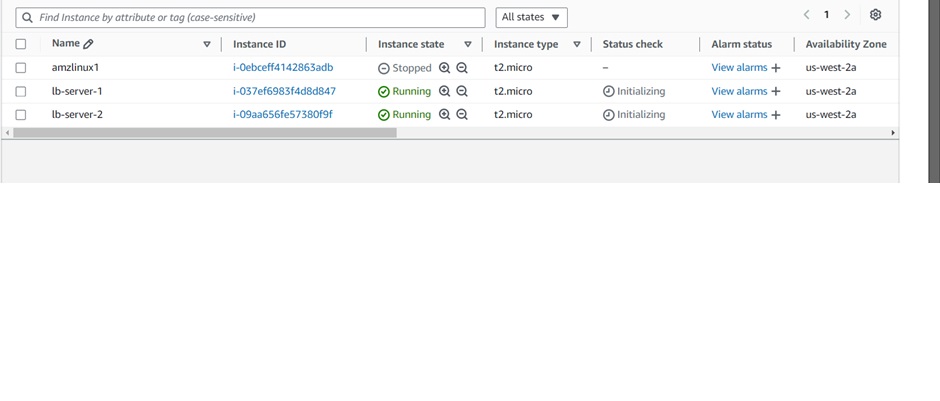 Find Instance by attribute or tag (case-sensitive) All states 1
Name Instance ID Instance state Instance type Status check Alarm status Availability Zone
amzlinux1 i-0ebceff4142863adb Stopped t2.micro – View alarms + us-west-2a
lb-server-1 i-037ef6983f4d8d847 Running t2.micro Initializing View alarms + us-west-2a
lb-server-2 i-09aa656fe57380f9f Running t2.micro Initializing View alarms + us-west-2a